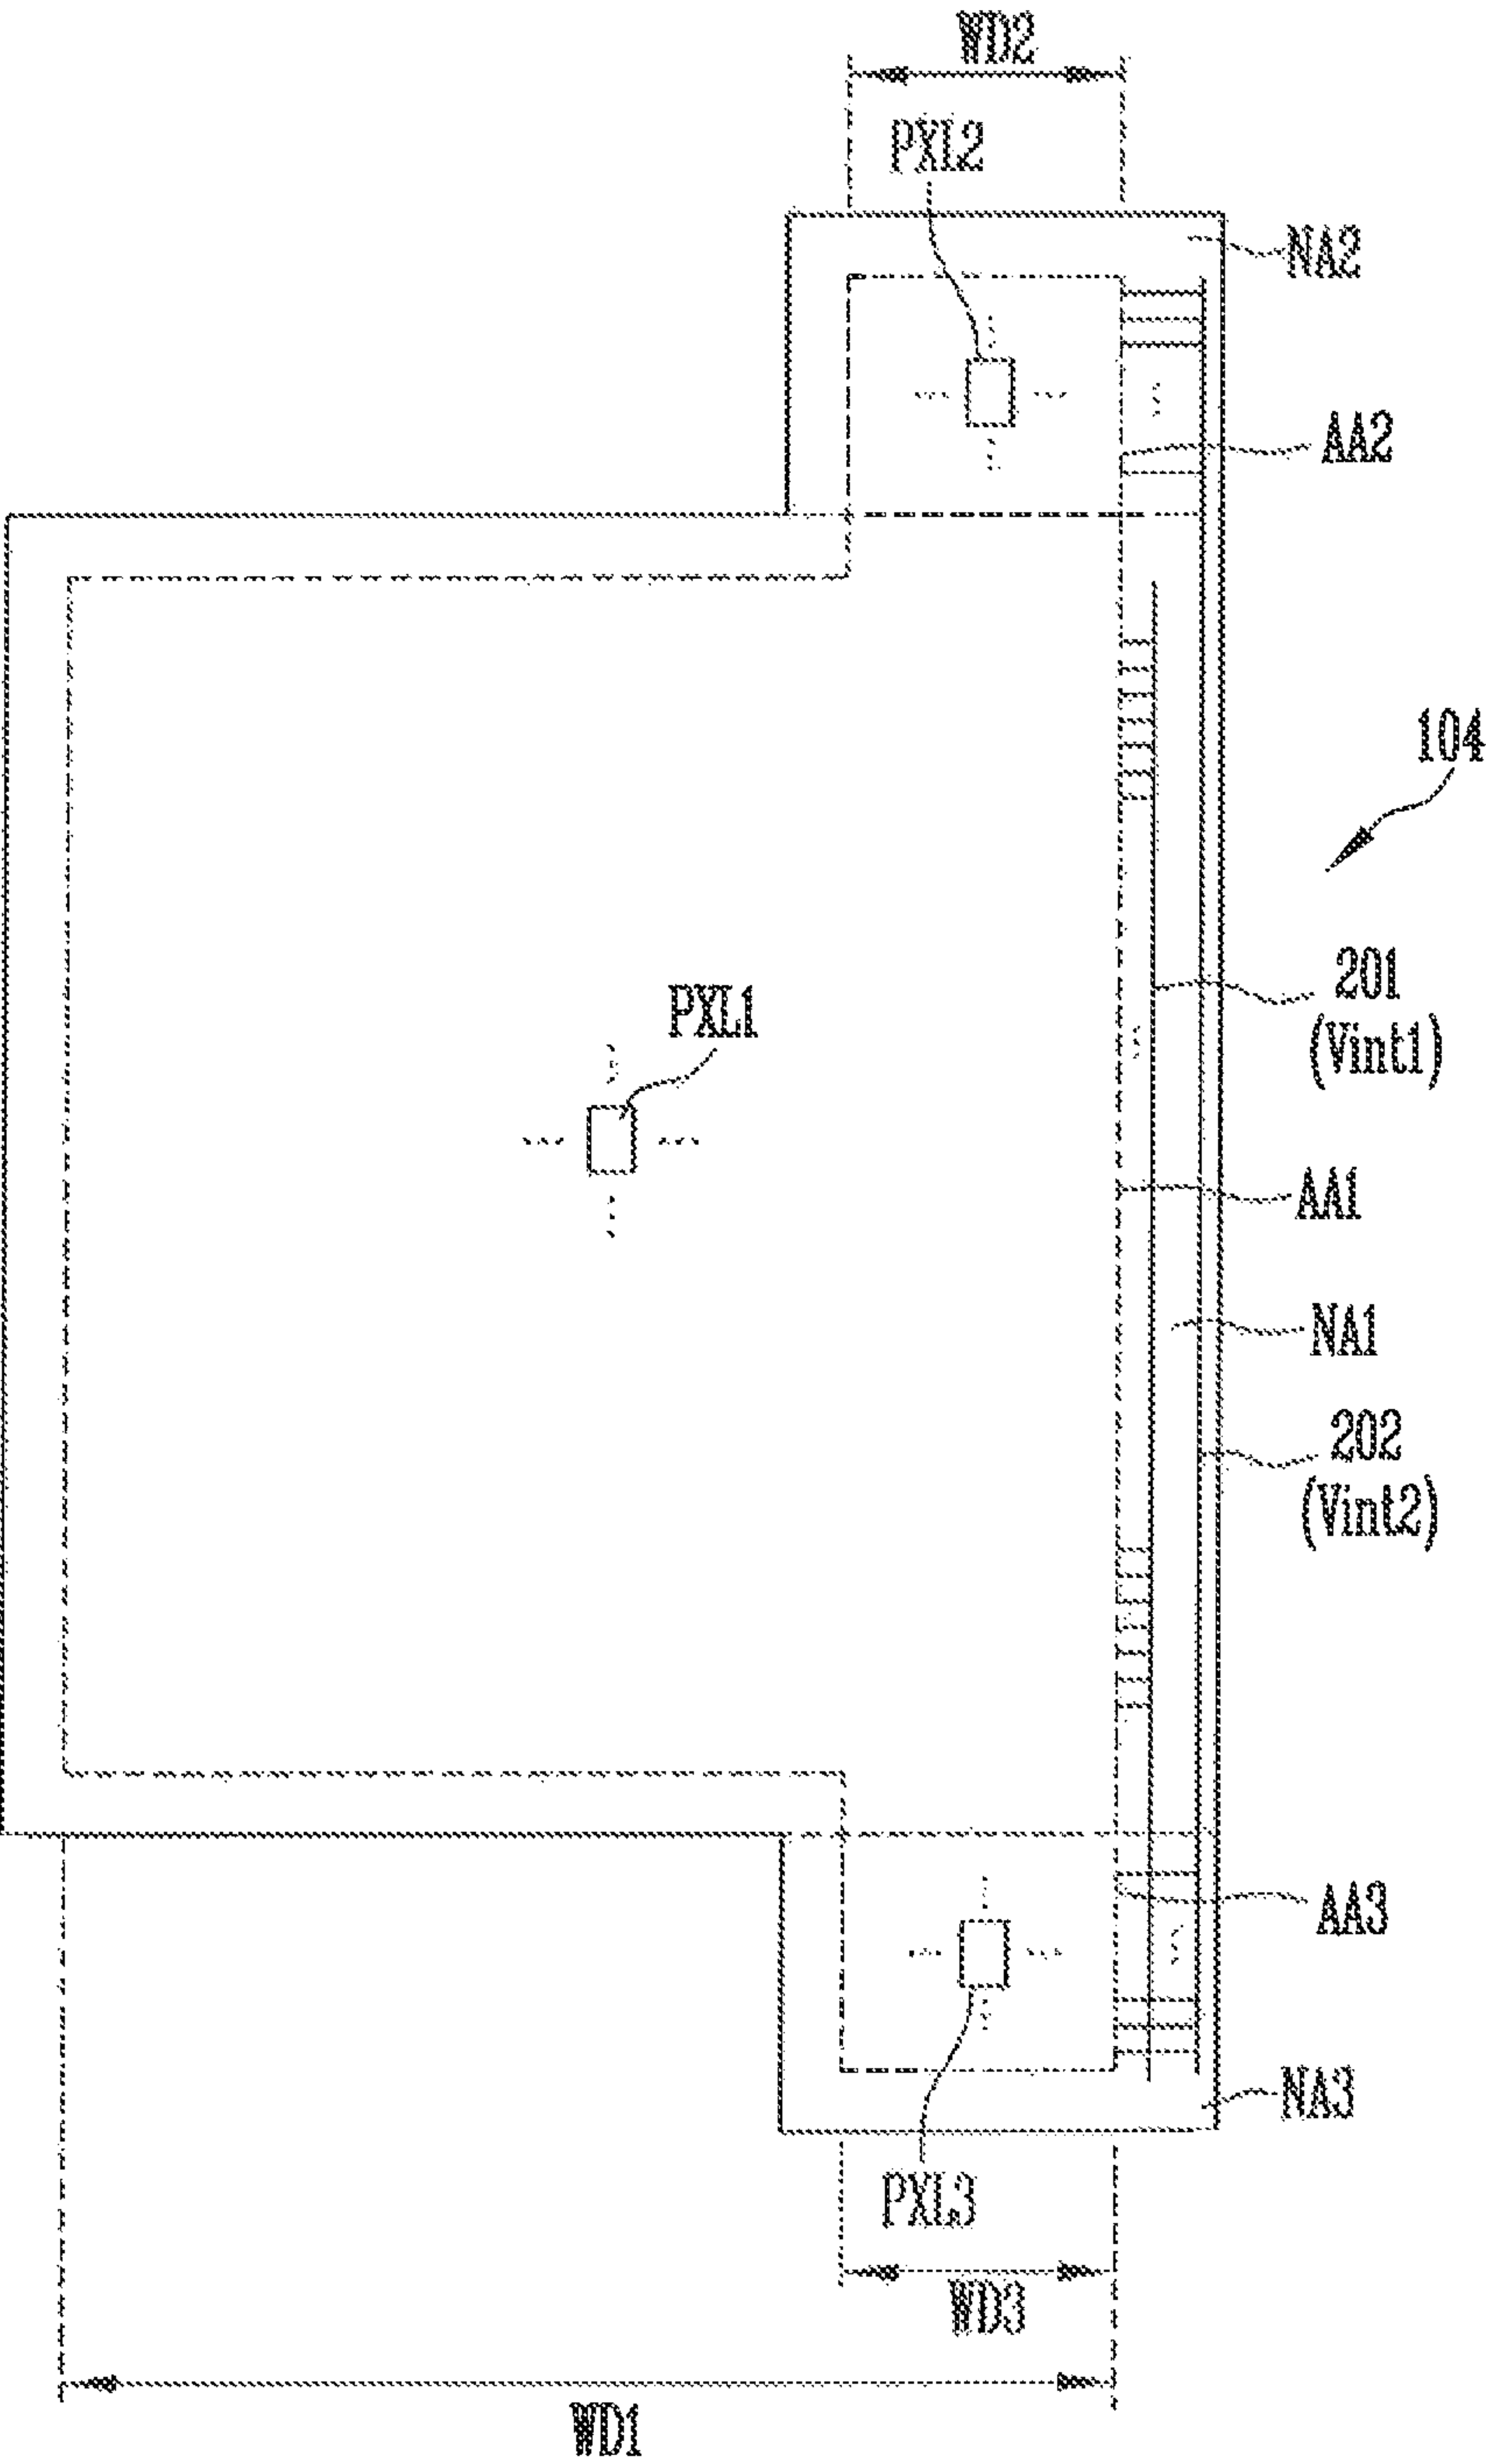 WD2
PXL2
NA2
AA2
104
201
(Vint1)
PXL1
AA1
NA1
202
(Vint2)
AA3
NA3
PXL3
WD3
WD1